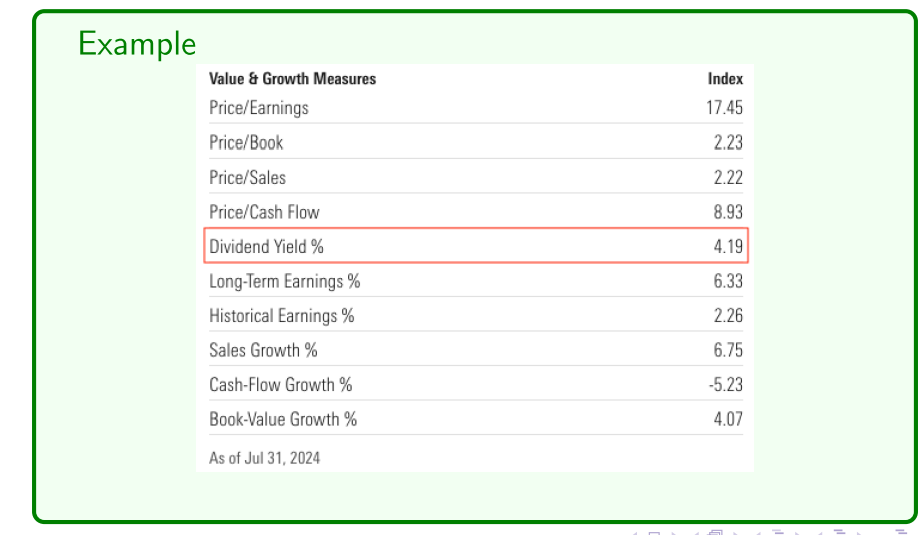 Example
Value & Growth Measures Index
Price/Earnings 17.45
Price/Book 2.23
Price/Sales 2.22
Price/Cash Flow 8.93
Dividend Yield % 4.19
Long-Term Earnings % 6.33
Historical Earnings % 2.26
Sales Growth % 6.75
Cash-Flow Growth % -5.23
Book-Value Growth % 4.07
As of Jul 31, 2024